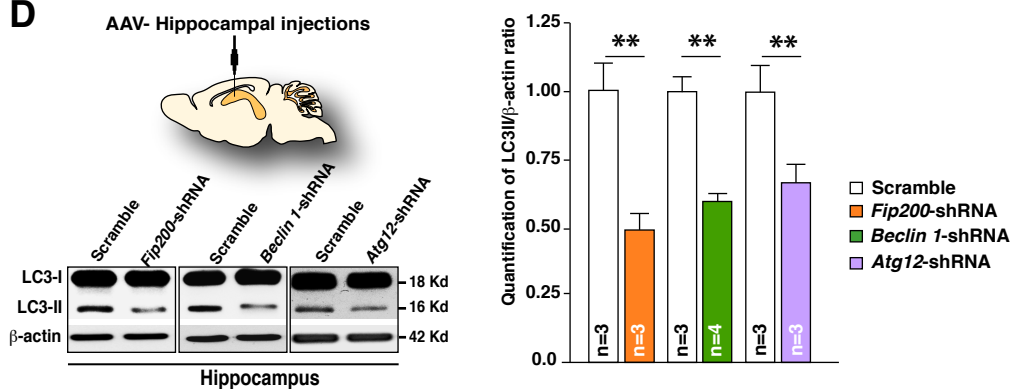 D
AAV- Hippocampal injections
Scramble
Fip200-shRNA
Scramble
Beclin 1-shRNA
Scramble
Atg12-shRNA
LC3-I
LC3-II
β-actin
18 Kd
16 Kd
42 Kd
Hippocampus
Quantification of LC3II/β-actin ratio
1.25
1.00
0.75
0.50
0.25
0.0
**
**
**
n=3
n=3
n=3
n=4
n=3
n=3
Scramble
Fip200-shRNA
Beclin 1-shRNA
Atg12-shRNA